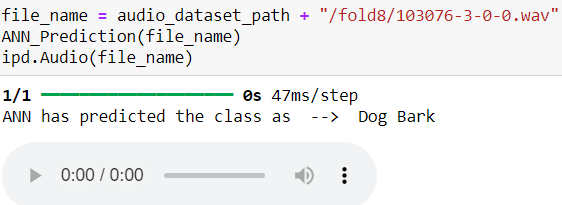 file_name = audio_dataset_path + "/fold8/103076-3-0-0.wav"
ANN_Prediction(file_name)
ipd.Audio(file_name)
1/1 ━━━━━━━━━━━━━━━━━━━━ 0s 47ms/step
ANN has predicted the class as  -->  Dog Bark
0:00 / 0:00